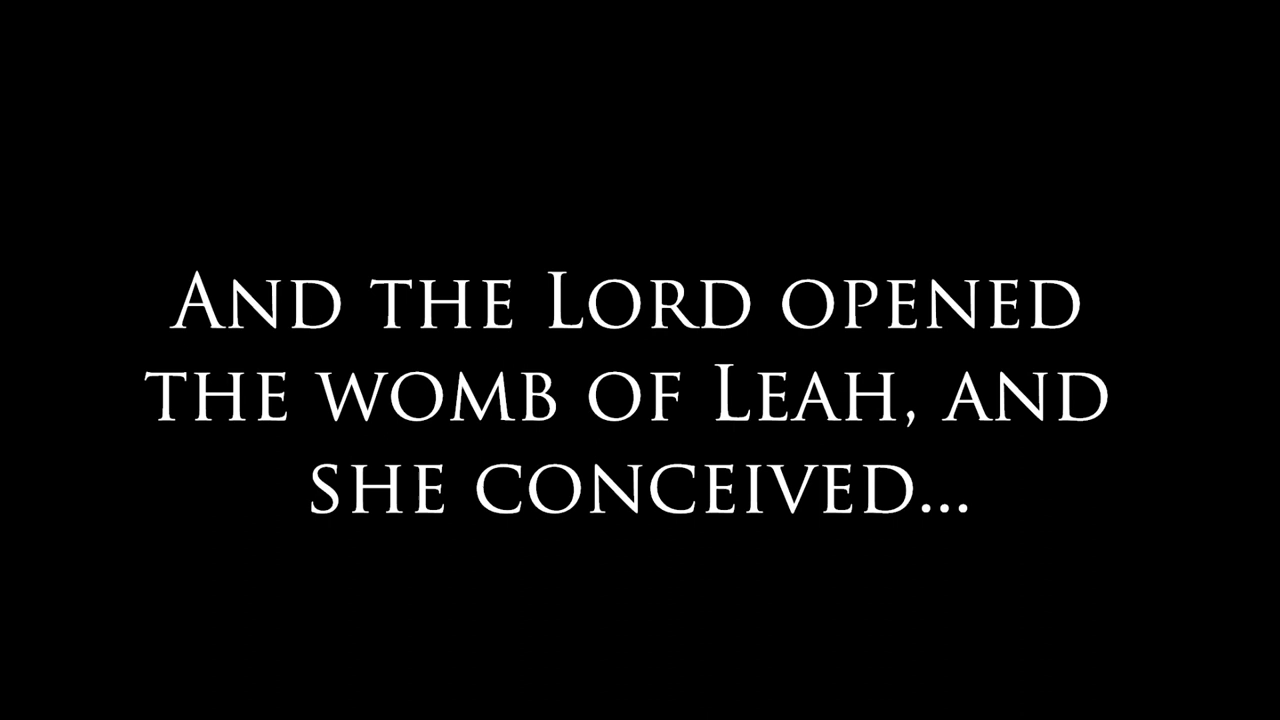 And the Lord opened
the womb of Leah, and
she conceived...